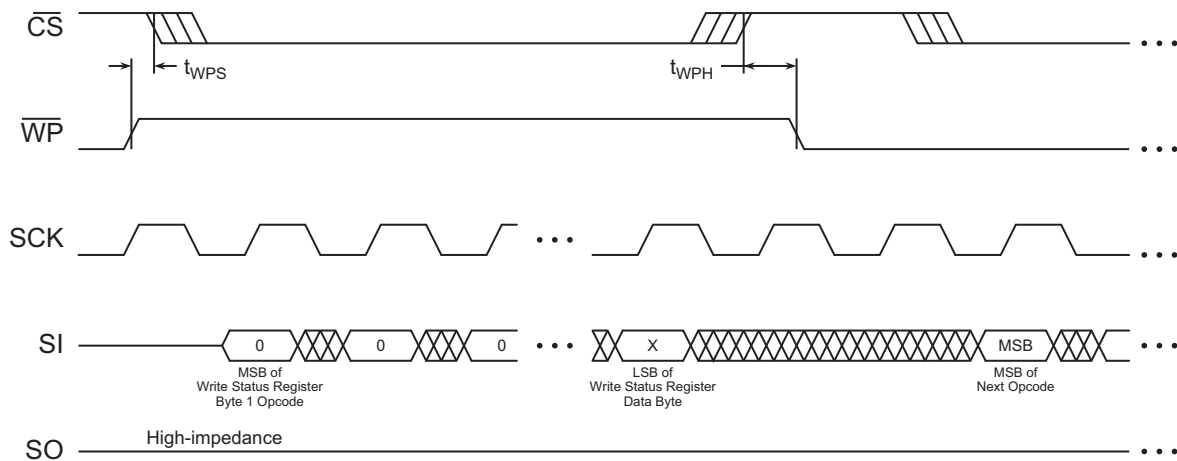 CS
tWPS
tWPH
WP
SCK
SI
0
0
0
X
MSB
MSB of
Write Status Register
Byte 1 Opcode
LSB of
Write Status Register
Data Byte
MSB of
Next Opcode
High-impedance
SO